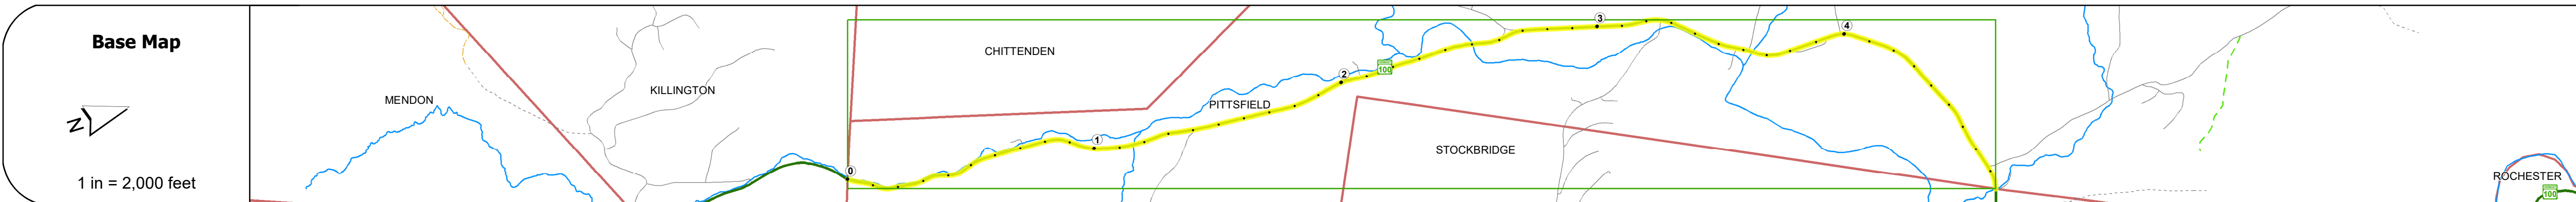 Base Map
N
1 in = 2,000 feet
MENDON
KILLINGTON
CHITTENDEN
PITTSFIELD
STOCKBRIDGE
ROCHESTER
0
1
2
3
4
100
100